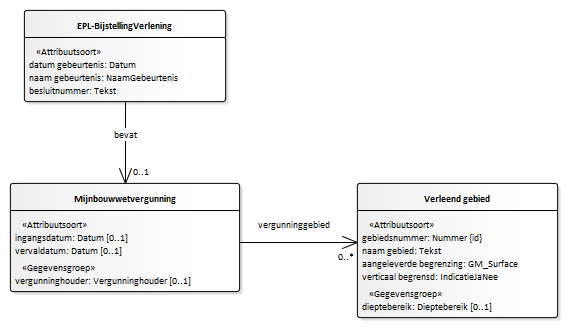 EPL-BijstellingVerlening
«Attribuutsoort»
datum gebeurtenis: Datum
naam gebeurtenis: NaamGebeurtenis
besluitnummer: Tekst
bevat
0..1
Mijnbouwwetvergunning
«Attribuutsoort»
ingangsdatum: Datum [0..1]
vervaldatum: Datum [0..1]
«Gegevensgroep»
vergunninghouder: Vergunninghouder [0..1]
vergunninggebied
0..*
Verleend gebied
«Attribuutsoort»
gebiedsnummer: Nummer {id}
naam gebied: Tekst
aangeleverde begrenzing: GM_Surface
verticaal begrensd: IndicatieJaNee
«Gegevensgroep»
dieptebereik: Dieptebereik [0..1]